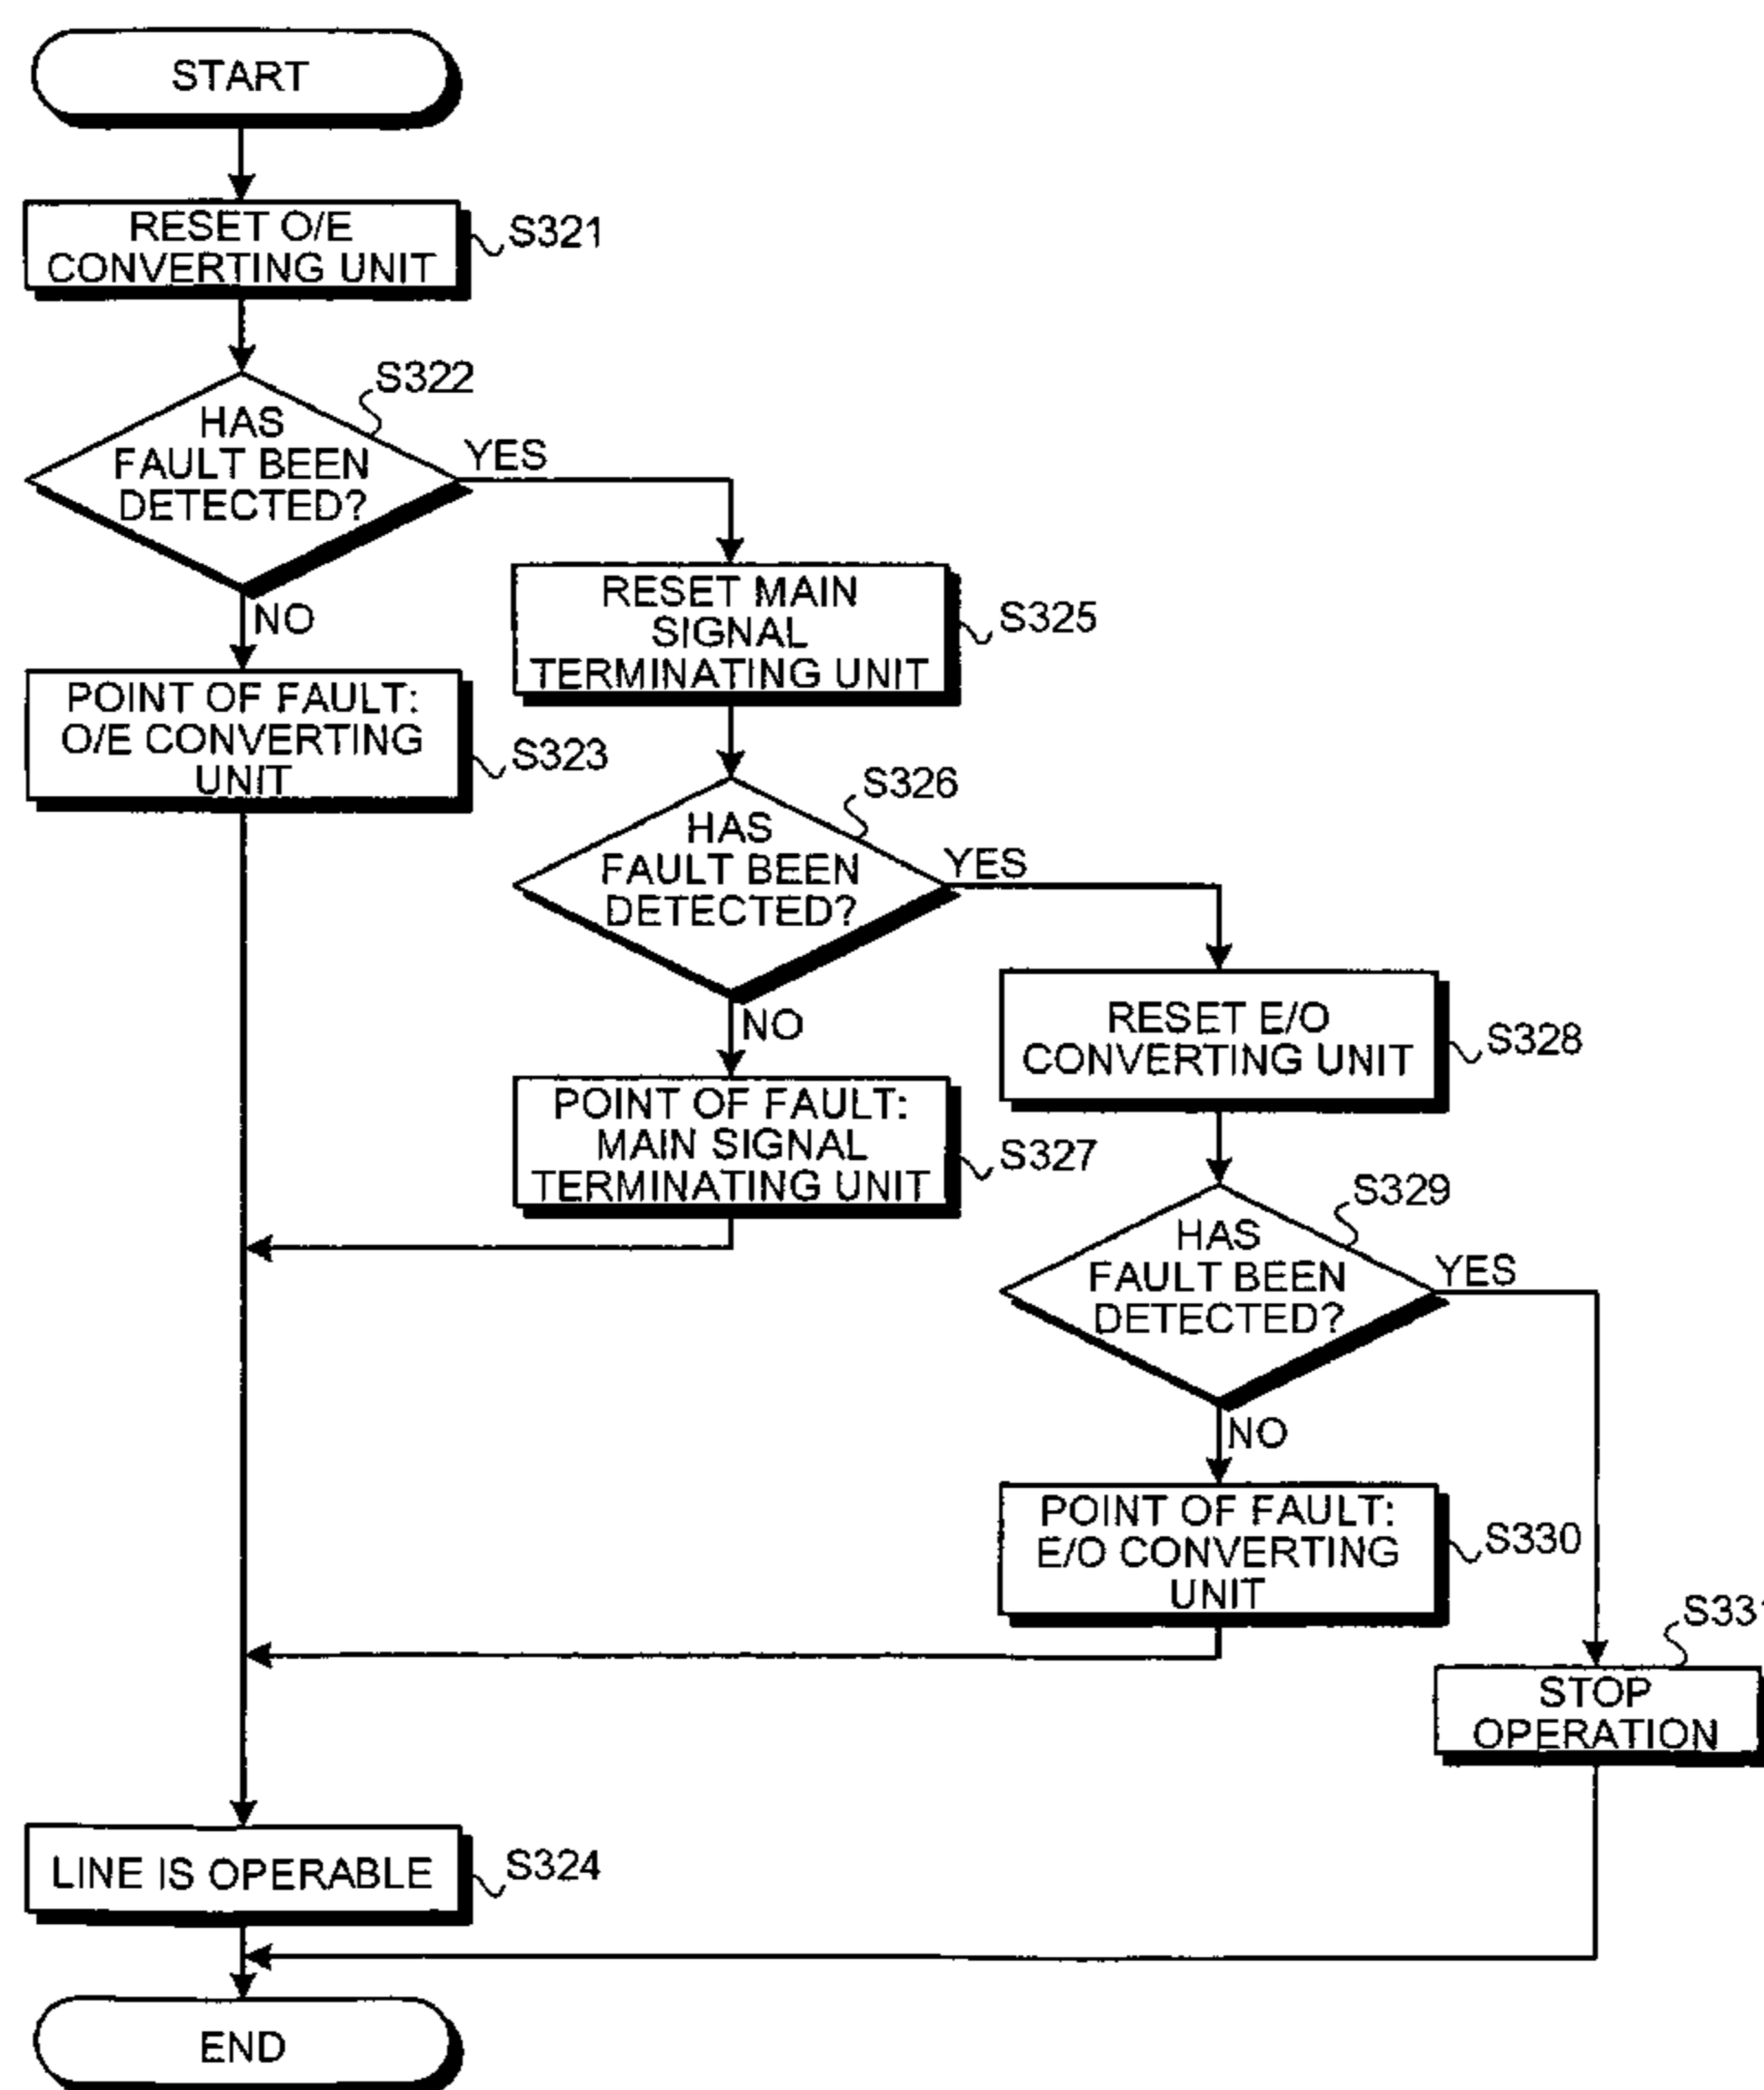 START
RESET O/E
CONVERTING UNIT
S321
S322
HAS
FAULT BEEN
DETECTED?
YES
NO
RESET MAIN
SIGNAL
TERMINATING UNIT
S325
POINT OF FAULT:
O/E CONVERTING
UNIT
S323
S326
HAS
FAULT BEEN
DETECTED?
YES
NO
RESET E/O
CONVERTING UNIT
S328
POINT OF FAULT:
MAIN SIGNAL
TERMINATING UNIT
S327
S329
HAS
FAULT BEEN
DETECTED?
YES
NO
POINT OF FAULT:
E/O CONVERTING
UNIT
S330
S331
STOP
OPERATION
LINE IS OPERABLE
S324
END